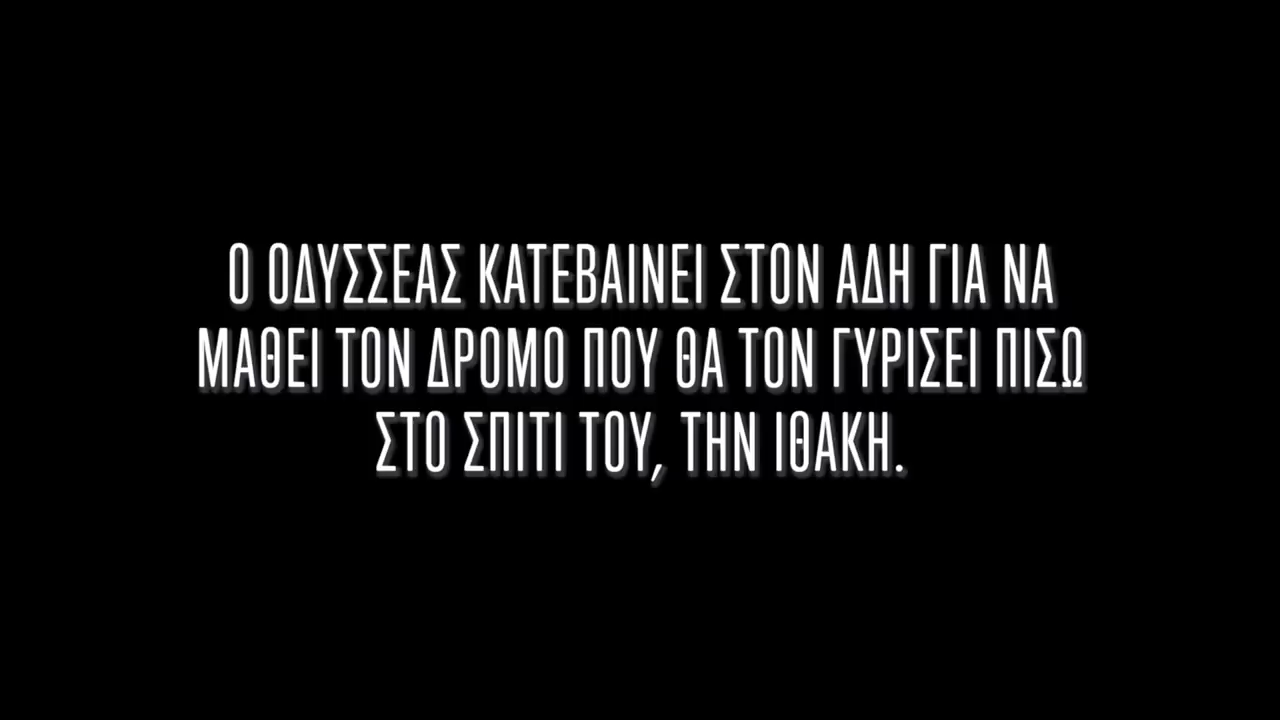 Ο ΟΔΥΣΣΕΑΣ ΚΑΤΕΒΑΙΝΕΙ ΣΤΟΝ ΑΔΗ ΓΙΑ ΝΑ
ΜΑΘΕΙ ΤΟΝ ΔΡΟΜΟ ΠΟΥ ΘΑ ΤΟΝ ΓΥΡΙΣΕΙ ΠΙΣΩ
ΣΤΟ ΣΠΙΤΙ ΤΟΥ, ΤΗΝ ΙΘΑΚΗ.